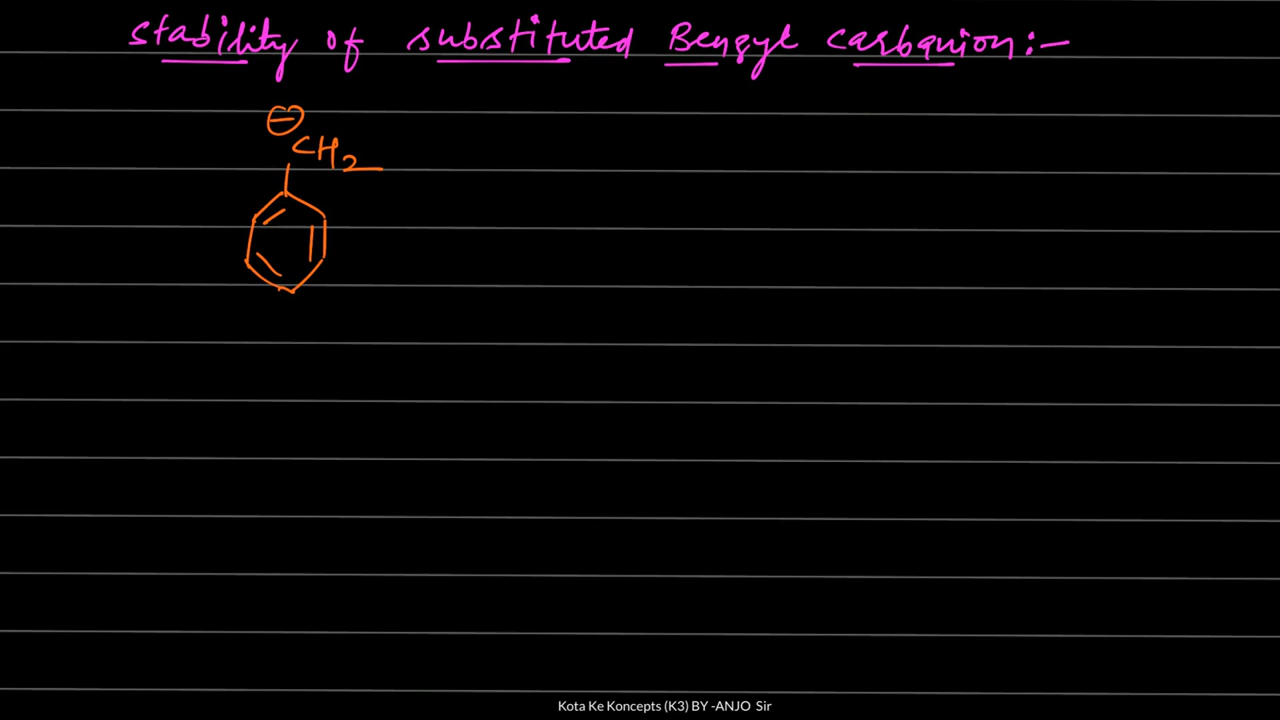 Stability of substituted Benzyl carbanion:-
⊖
CH2
Kota Ke Koncepts (K3) BY -ANJO Sir